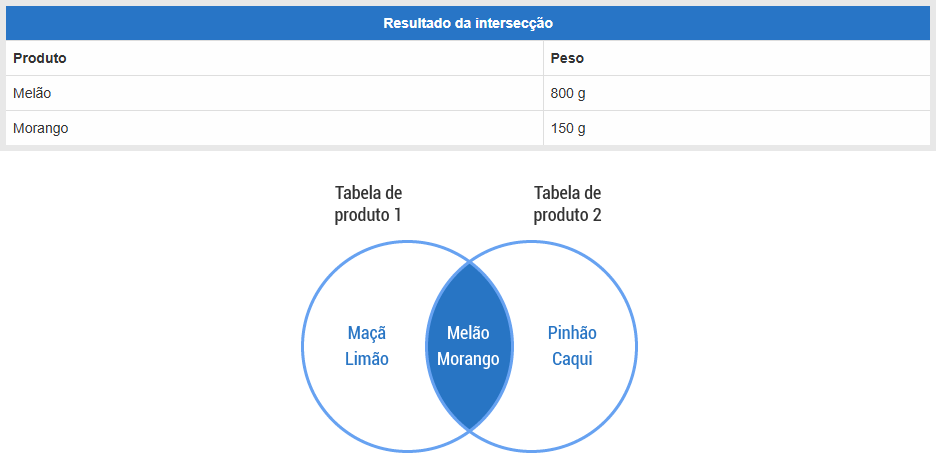 Resultado da intersecção
Produto Peso
Melão 800 g
Morango 150 g
Tabela de
produto 1
Tabela de
produto 2
Maçã
Limão
Melão
Morango
Pinhão
Caqui